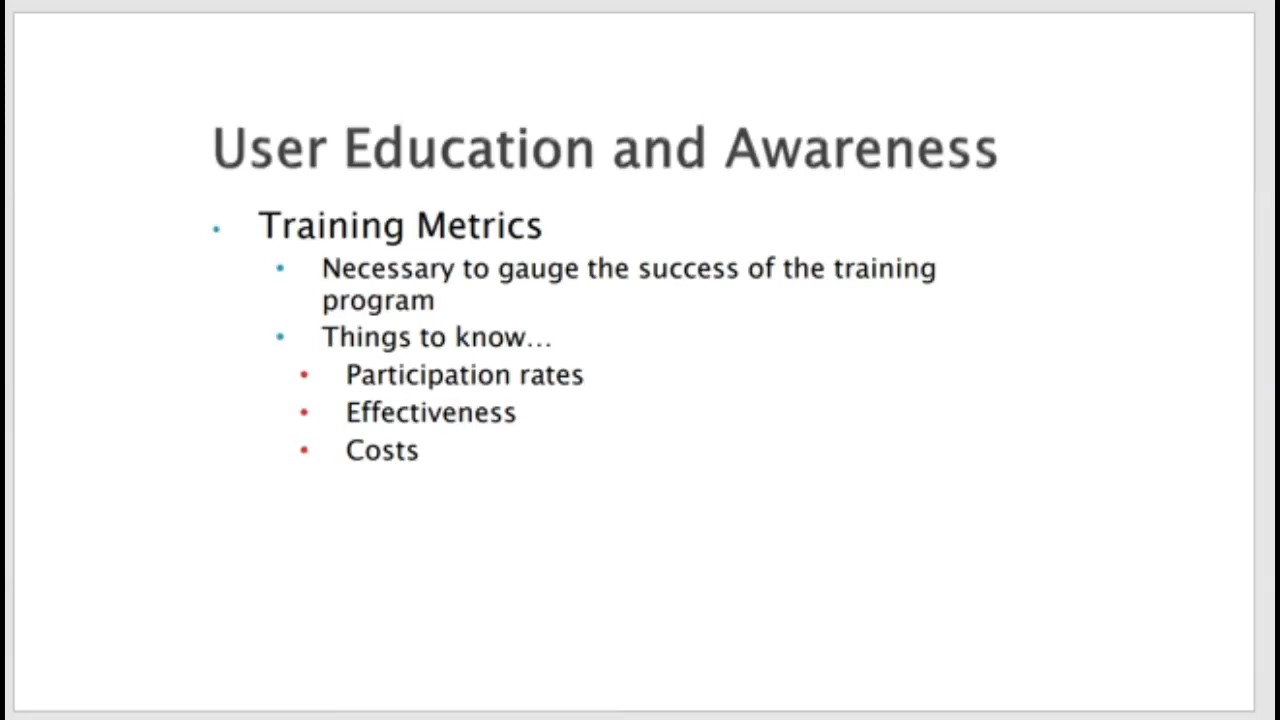 User Education and Awareness
• Training Metrics
• Necessary to gauge the success of the training
program
• Things to know...
• Participation rates
• Effectiveness
• Costs